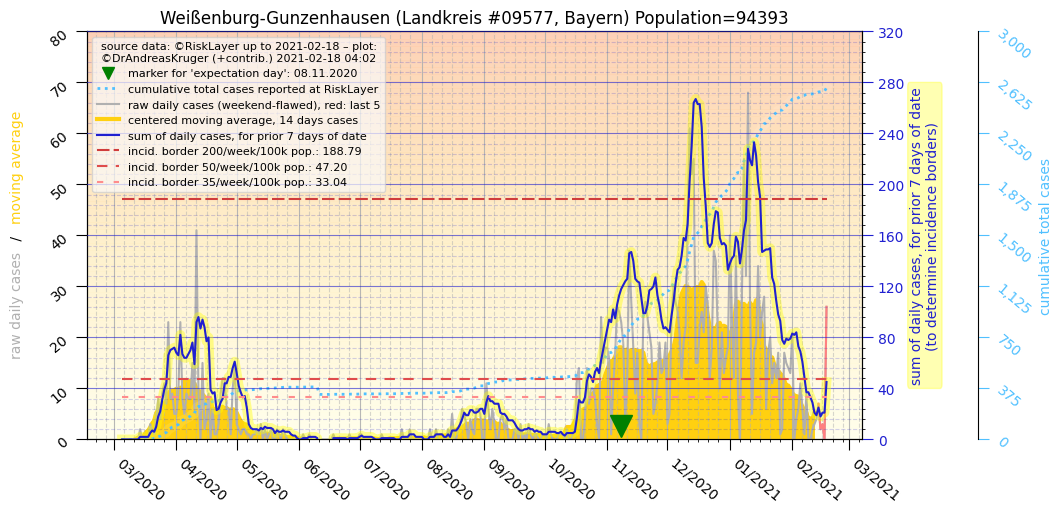 Weißenburg-Gunzenhausen (Landkreis #09577, Bayern) Population=94393
source data: ©RiskLayer up to 2021-02-18 – plot:
©DrAndreasKruger (+contrib.) 2021-02-18 04:02
marker for 'expectation day': 08.11.2020
cumulative total cases reported at RiskLayer
raw daily cases (weekend-flawed), red: last 5
centered moving average, 14 days cases
sum of daily cases, for prior 7 days of date
incid. border 200/week/100k pop.: 188.79
incid. border 50/week/100k pop.: 47.20
incid. border 35/week/100k pop.: 33.04
raw daily cases / moving average
80
70
60
50
40
30
20
10
0
320
280
240
200
160
120
80
40
0
sum of daily cases, for prior 7 days of date
(to determine incidence borders)
3,000
2,625
2,250
1,875
1,500
1,125
750
375
0
cumulative total cases
03/2020
04/2020
05/2020
06/2020
07/2020
08/2020
09/2020
10/2020
11/2020
12/2020
01/2021
02/2021
03/2021